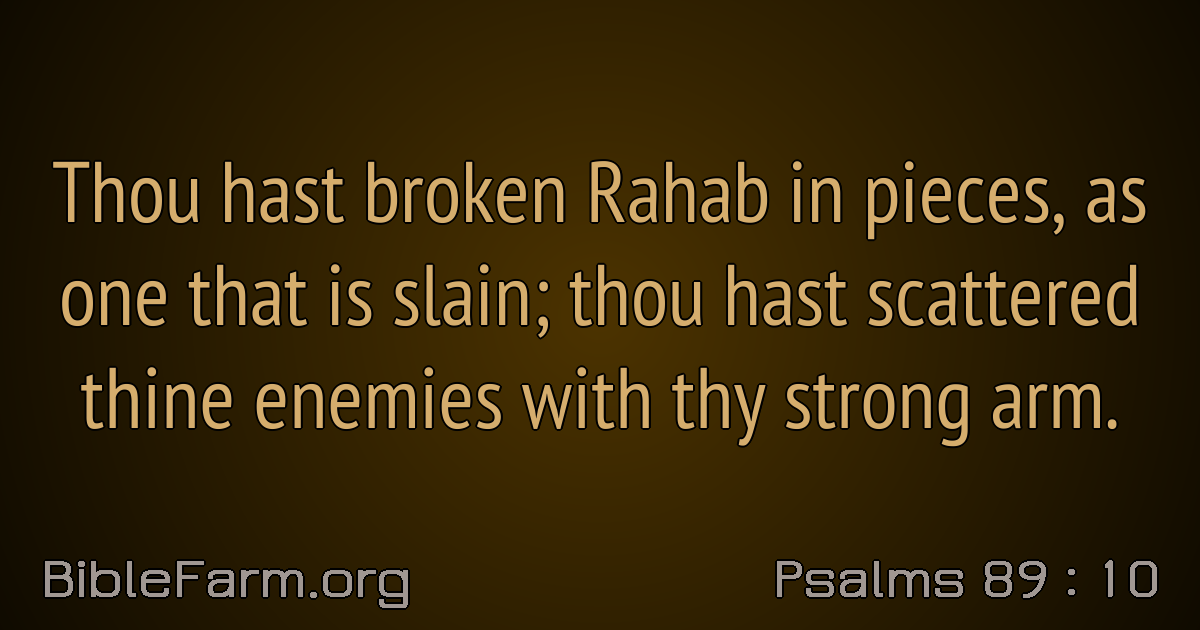 Thou hast broken Rahab in pieces, as
one that is slain; thou hast scattered
thine enemies with thy strong arm.
BibleFarm.org
Psalms 89 : 10